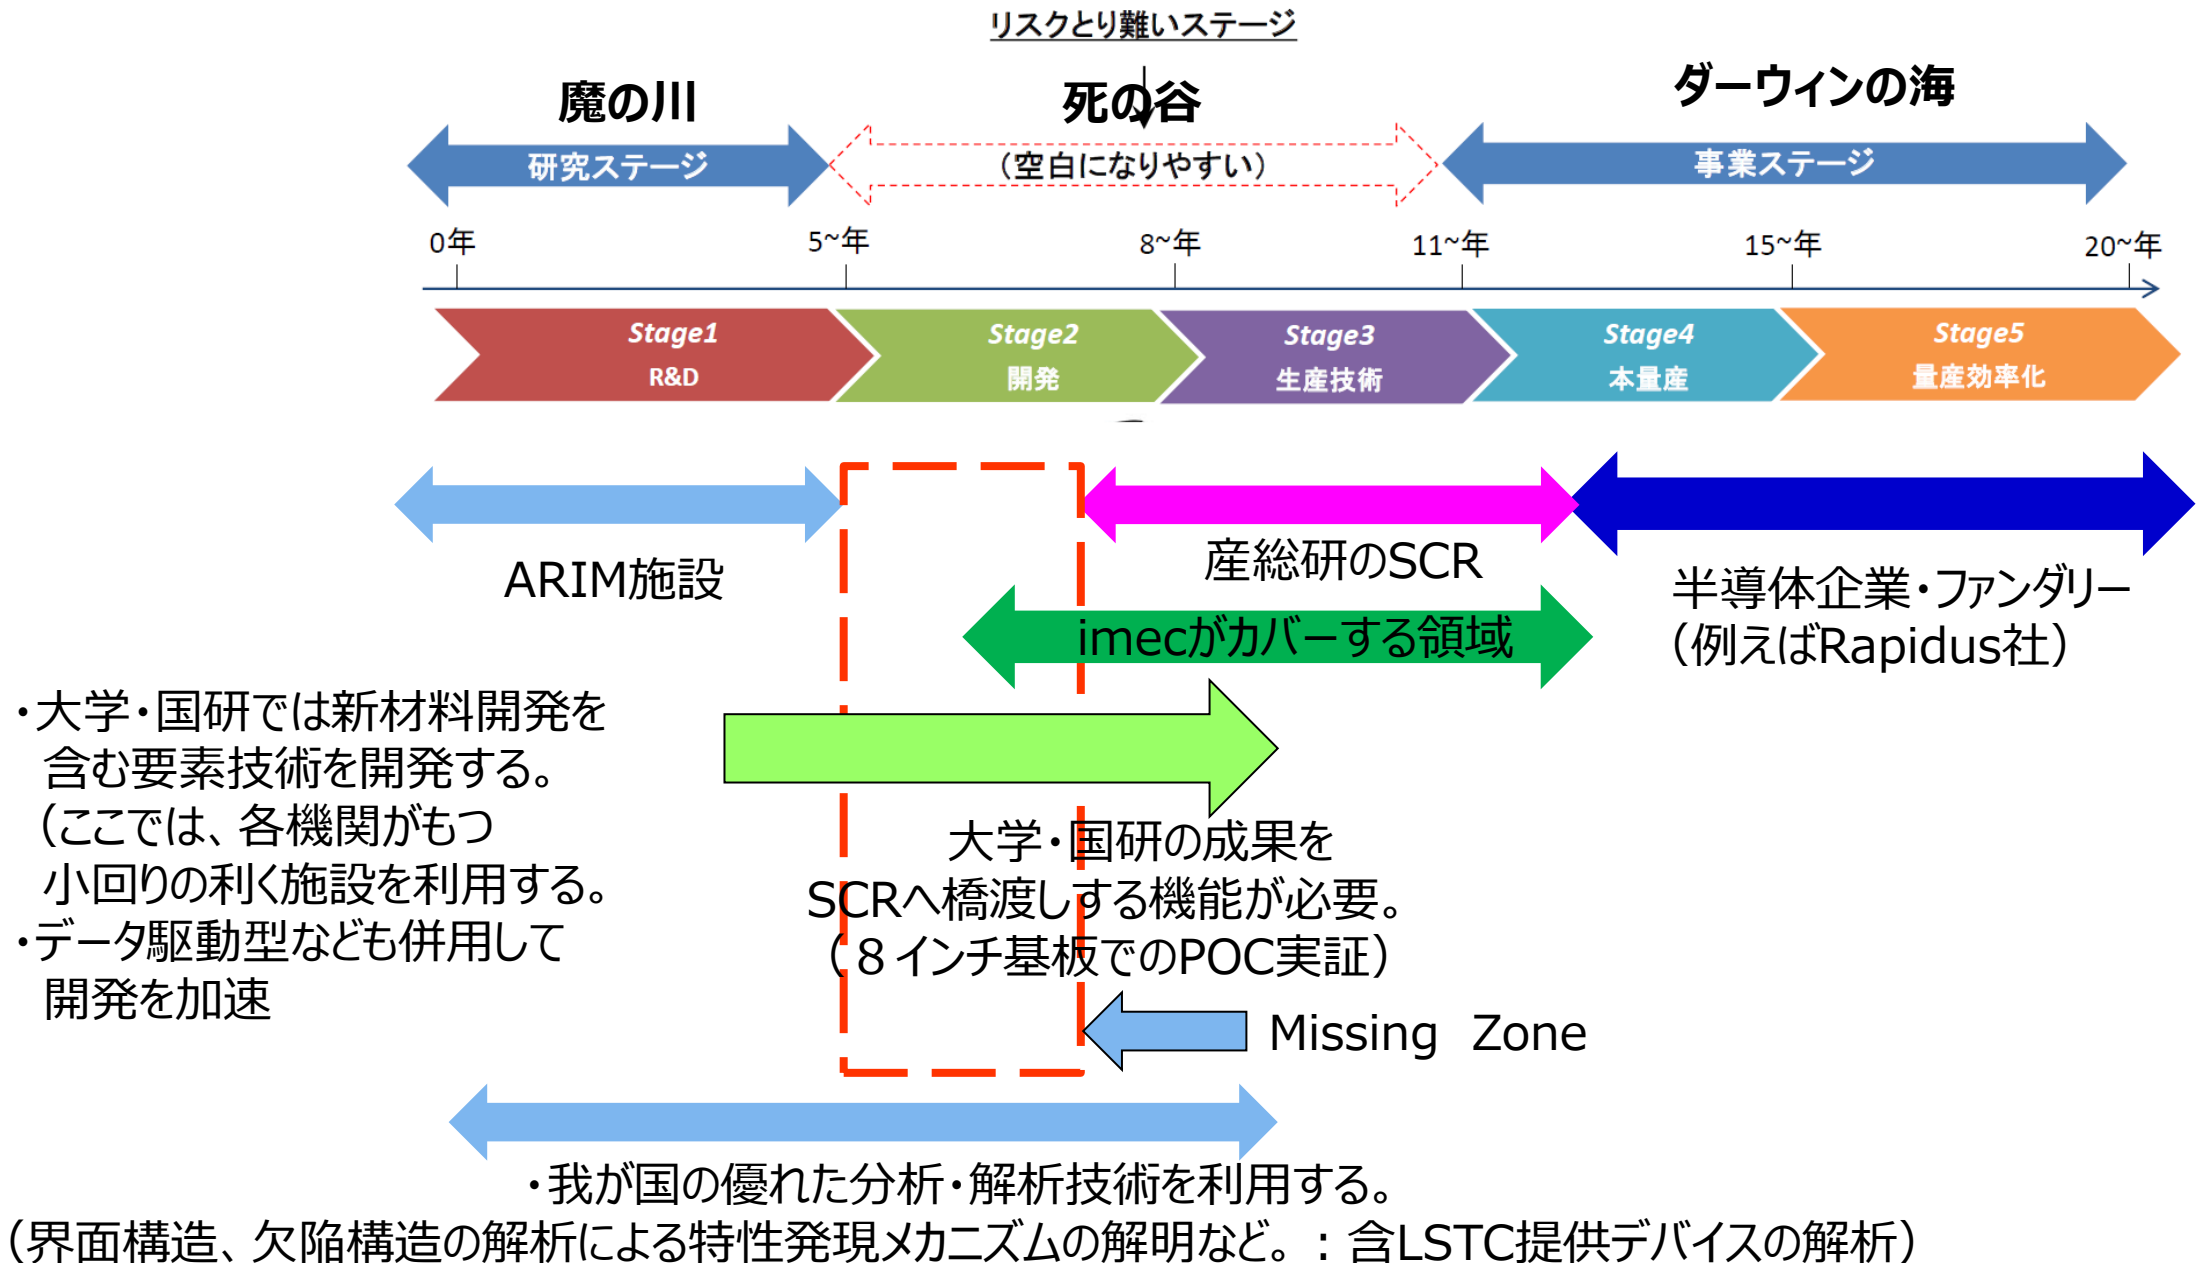 リスクとり難いステージ
魔の川
死の谷
ダーウィンの海
研究ステージ
（空白になりやすい）
事業ステージ
0年
5~年
8~年
11~年
15~年
20~年
Stage1
R&D
Stage2
開発
Stage3
生産技術
Stage4
本量産
Stage5
量産効率化
ARIM施設
産総研のSCR
imecがカバーする領域
半導体企業・ファンダリー
（例えばRapidus社）
・大学・国研では新材料開発を
含む要素技術を開発する。
（ここでは、各機関がもつ
小回りの利く施設を利用する。
・データ駆動型なども併用して
開発を加速
大学・国研の成果を
SCRへ橋渡しする機能が必要。
（８インチ基板でのPOC実証）
Missing Zone
・我が国の優れた分析・解析技術を利用する。
（界面構造、欠陥構造の解析による特性発現メカニズムの解明など。：含LSTC提供デバイスの解析）